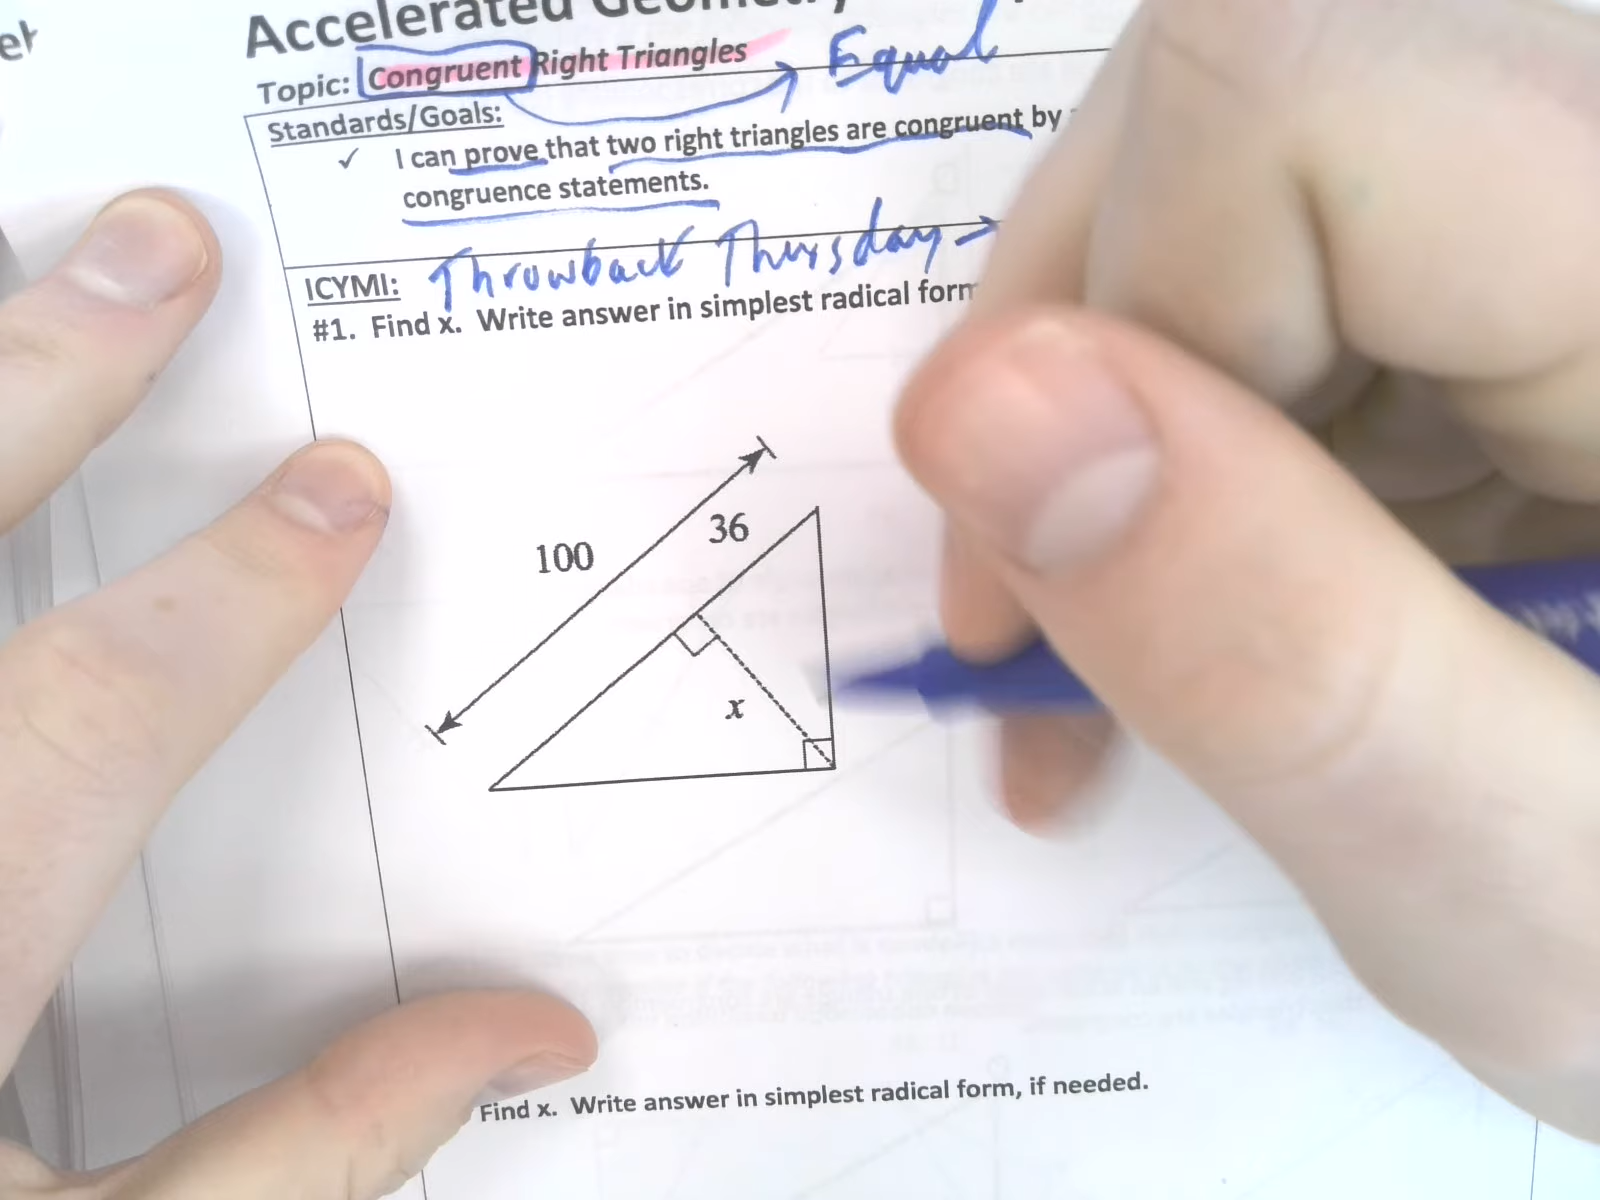 Accelerated Geometry
Topic: Congruent Right Triangles Equal
Standards/Goals:
✓ I can prove that two right triangles are congruent by
congruence statements.
ICYMI: Throwback Thursday →
#1. Find x. Write answer in simplest radical form
100
36
x
Find x. Write answer in simplest radical form, if needed.